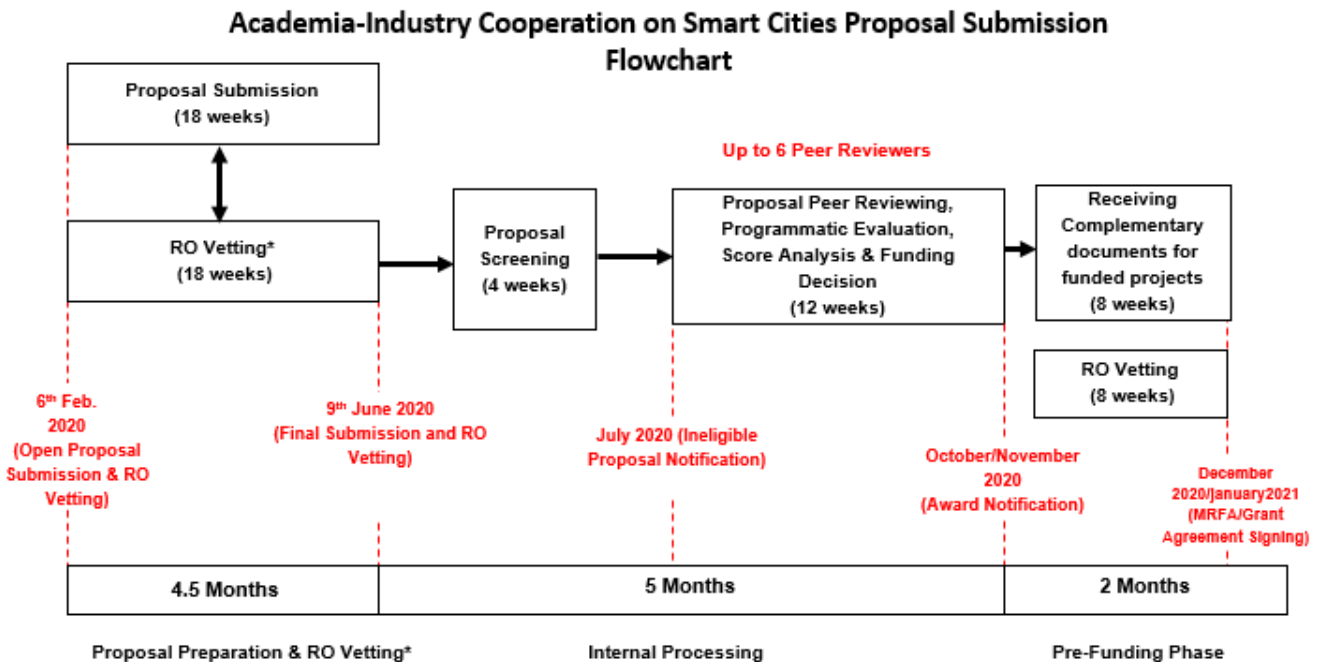 Academia-Industry Cooperation on Smart Cities Proposal Submission
Flowchart
Proposal Submission
(18 weeks)
Up to 6 Peer Reviewers
RO Vetting*
(18 weeks)
Proposal
Screening
(4 weeks)
Proposal Peer Reviewing,
Programmatic Evaluation,
Score Analysis & Funding
Decision
(12 weeks)
Receiving
Complementary
documents for
funded projects
(8 weeks)
RO Vetting
(8 weeks)
6th Feb.
2020
(Open Proposal
Submission & RO
Vetting)
9th June 2020
(Final Submission and RO
Vetting)
July 2020 (Ineligible
Proposal Notification)
October/November
2020
(Award Notification)
December
2020/january2021
(MRFA/Grant
Agreement Signing)
4.5 Months
5 Months
2 Months
Proposal Preparation & RO Vetting*
Internal Processing
Pre-Funding Phase